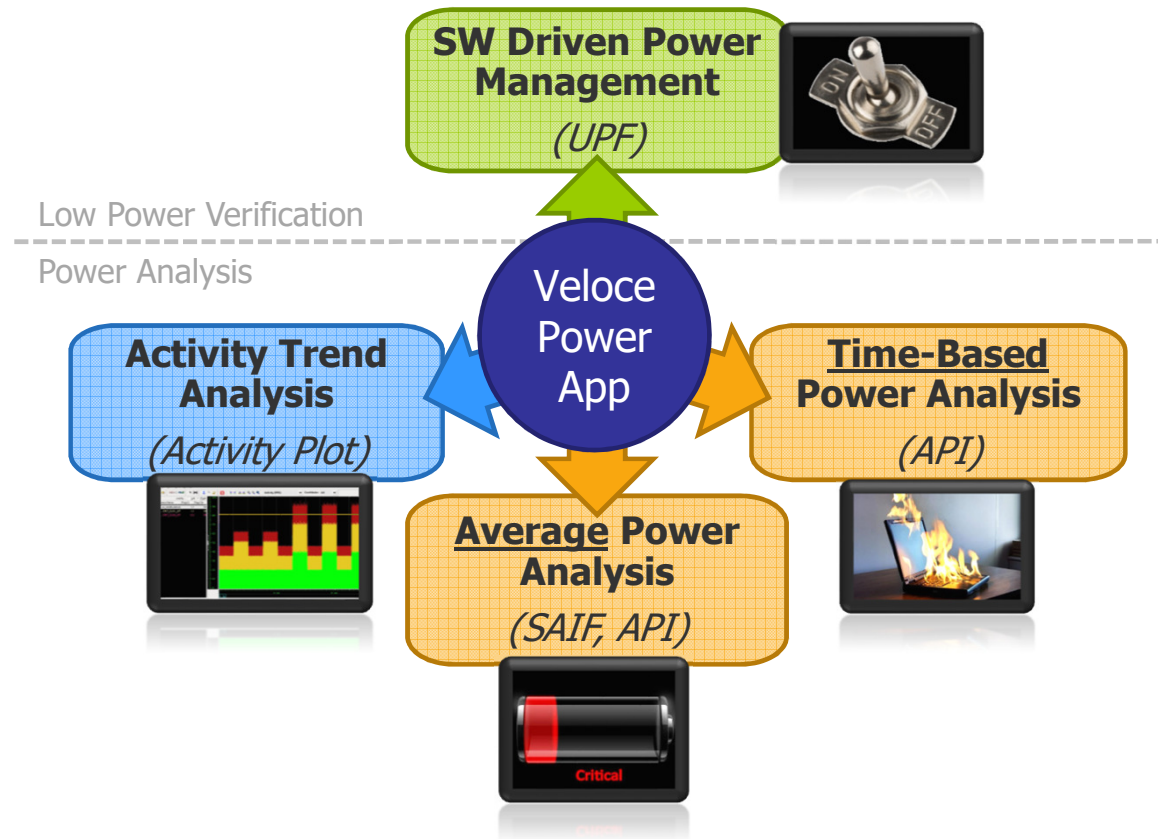 SW Driven Power
Management
(UPF)
ON
OFF
Low Power Verification
Power Analysis
Veloce
Power
App
Activity Trend
Analysis
(Activity Plot)
Time-Based
Power Analysis
(API)
Average Power
Analysis
(SAIF, API)
Critical